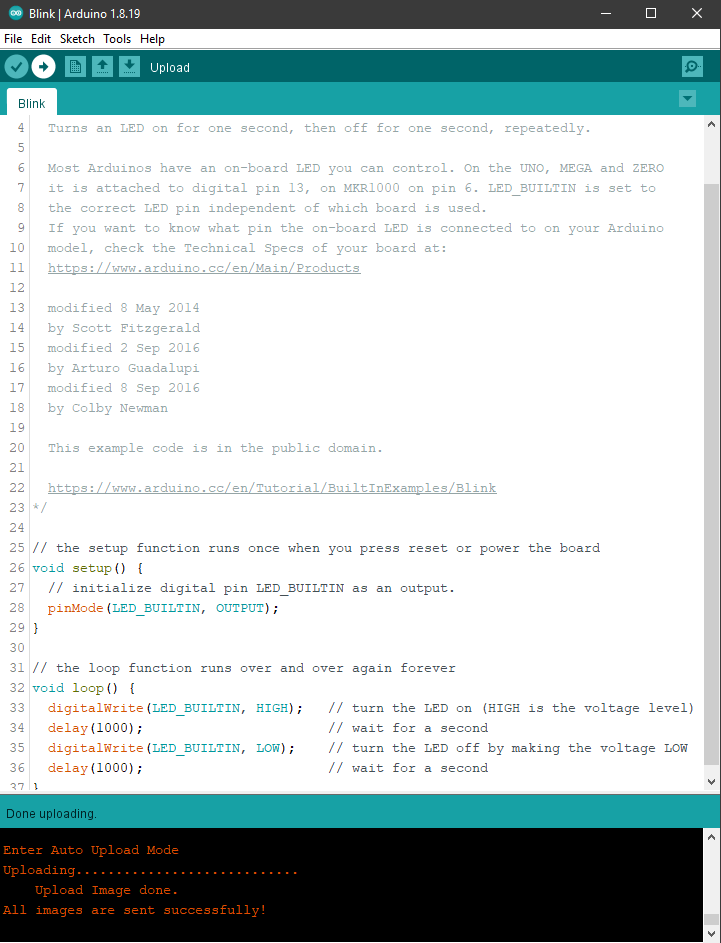 Blink | Arduino 1.8.19
File Edit Sketch Tools Help
Upload
Blink
4 Turns an LED on for one second, then off for one second, repeatedly.
5
6 Most Arduinos have an on-board LED you can control. On the UNO, MEGA and ZERO
7 it is attached to digital pin 13, on MKR1000 on pin 6. LED_BUILTIN is set to
8 the correct LED pin independent of which board is used.
9 If you want to know what pin the on-board LED is connected to on your Arduino
10 model, check the Technical Specs of your board at:
11 https://www.arduino.cc/en/Main/Products
12
13 modified 8 May 2014
14 by Scott Fitzgerald
15 modified 2 Sep 2016
16 by Arturo Guadalupi
17 modified 8 Sep 2016
18 by Colby Newman
19
20 This example code is in the public domain.
21
22 https://www.arduino.cc/en/Tutorial/BuiltInExamples/Blink
23 */
24
25 // the setup function runs once when you press reset or power the board
26 void setup() {
27 // initialize digital pin LED_BUILTIN as an output.
28 pinMode(LED_BUILTIN, OUTPUT);
29 }
30
31 // the loop function runs over and over again forever
32 void loop() {
33 digitalWrite(LED_BUILTIN, HIGH); // turn the LED on (HIGH is the voltage level)
34 delay(1000); // wait for a second
35 digitalWrite(LED_BUILTIN, LOW); // turn the LED off by making the voltage LOW
36 delay(1000); // wait for a second
37 }
Done uploading.
Enter Auto Upload Mode
Uploading............................
Upload Image done.
All images are sent successfully!